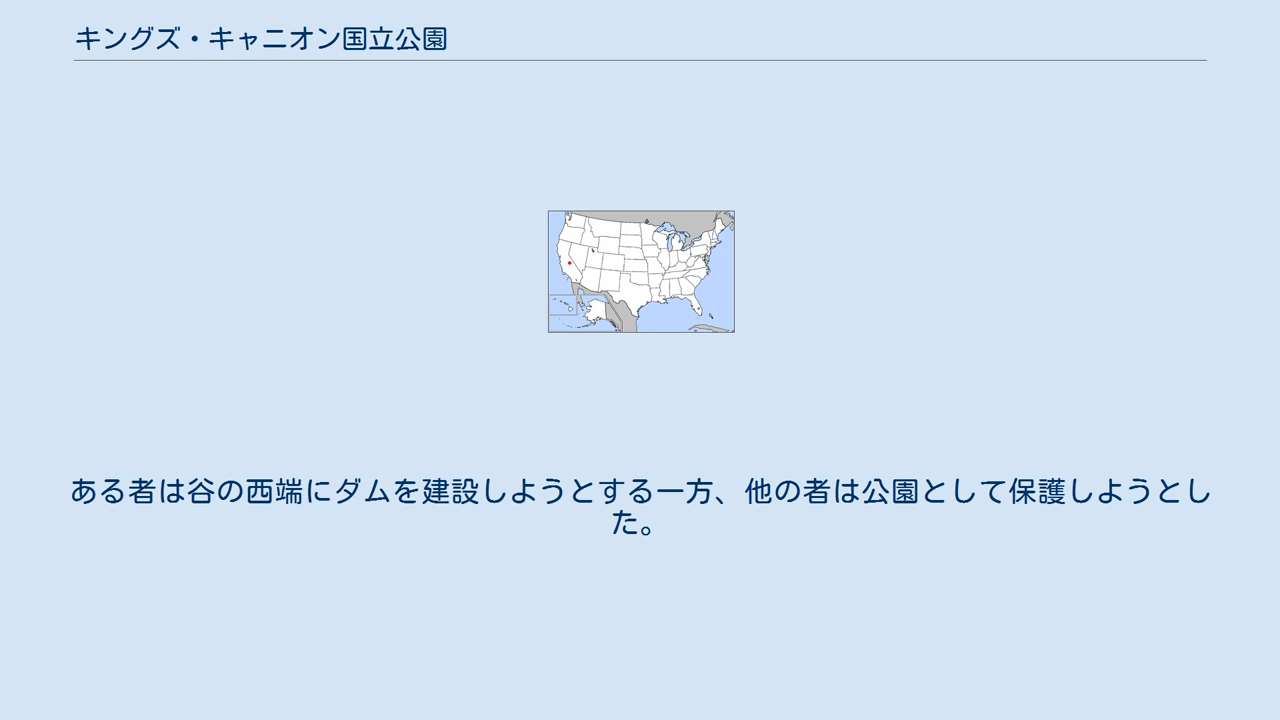 キングズ・キャニオン国立公園
ある者は谷の西端にダムを建設しようとする一方、他の者は公園として保護しようとし
た。